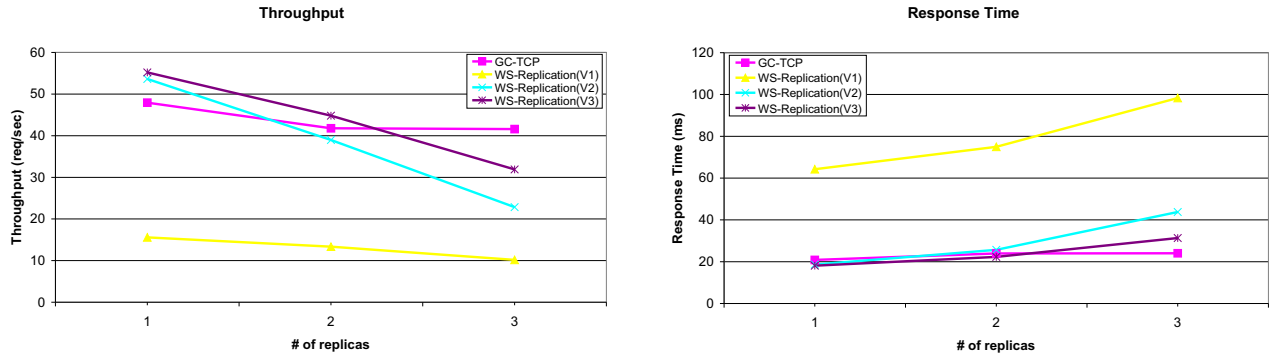 Throughput
60
50
40
30
20
10
0
Throughput (req/sec)
GC-TCP
WS-Replication(V1)
WS-Replication(V2)
WS-Replication(V3)
1 2 3
# of replicas
Response Time
120
100
80
60
40
20
0
Response Time (ms)
GC-TCP
WS-Replication(V1)
WS-Replication(V2)
WS-Replication(V3)
1 2 3
# of replicas